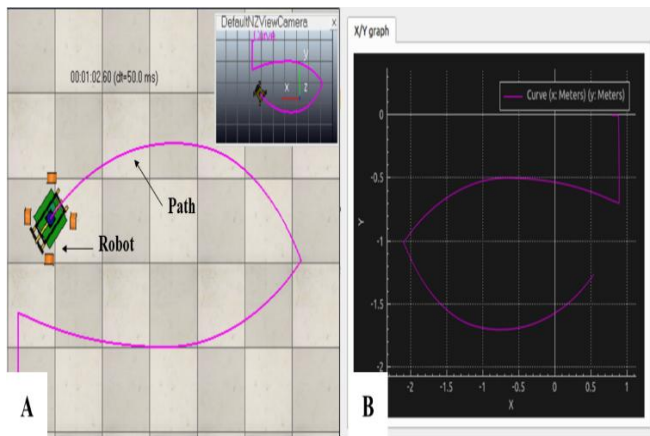 DefaultNZViewCamera x
Curve
Y
X
Z
00:01:02.60 (dt=50.0 ms)
Path
Robot
A
X/Y graph
Curve (x: Meters) (y: Meters)
0
-0.5
-1
-1.5
-2
Y
-2
-1.5
-1
-0.5
0
0.5
1
X
B